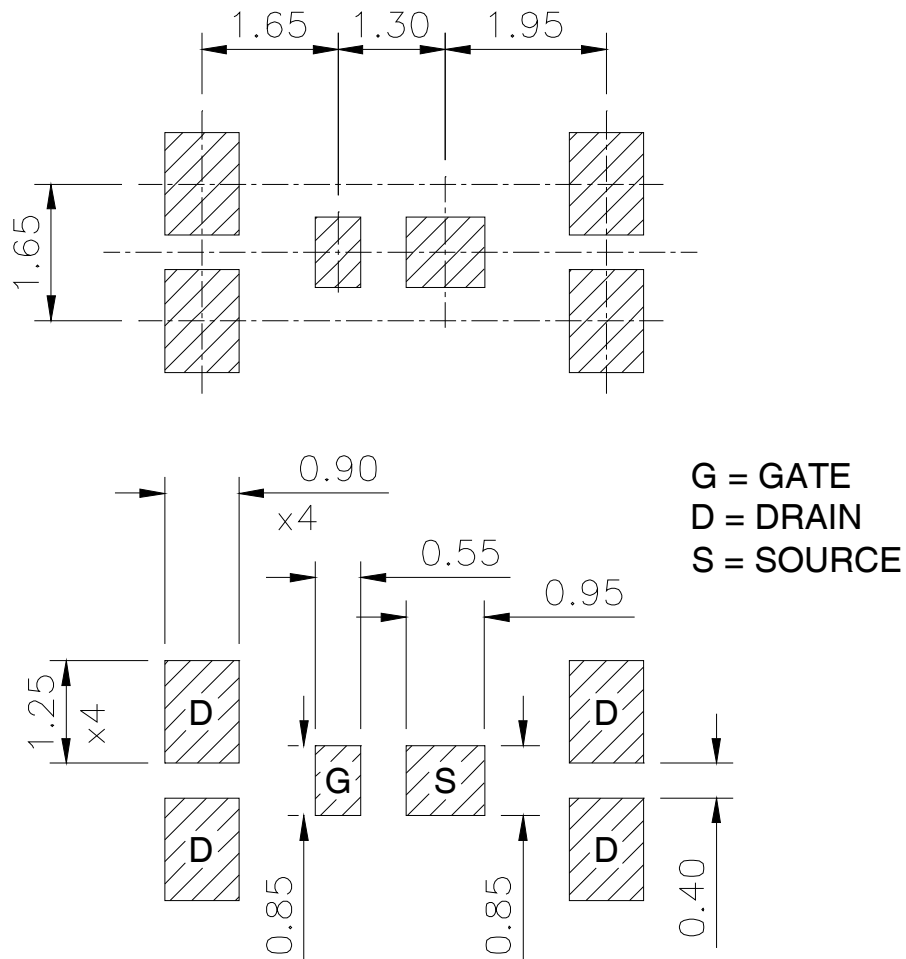 1.65 1.30 1.95
1.65
0.90
x4
G = GATE
D = DRAIN
S = SOURCE
0.55
0.95
1.25
x4
D
D
G
S
D
D
0.85
0.85
0.40